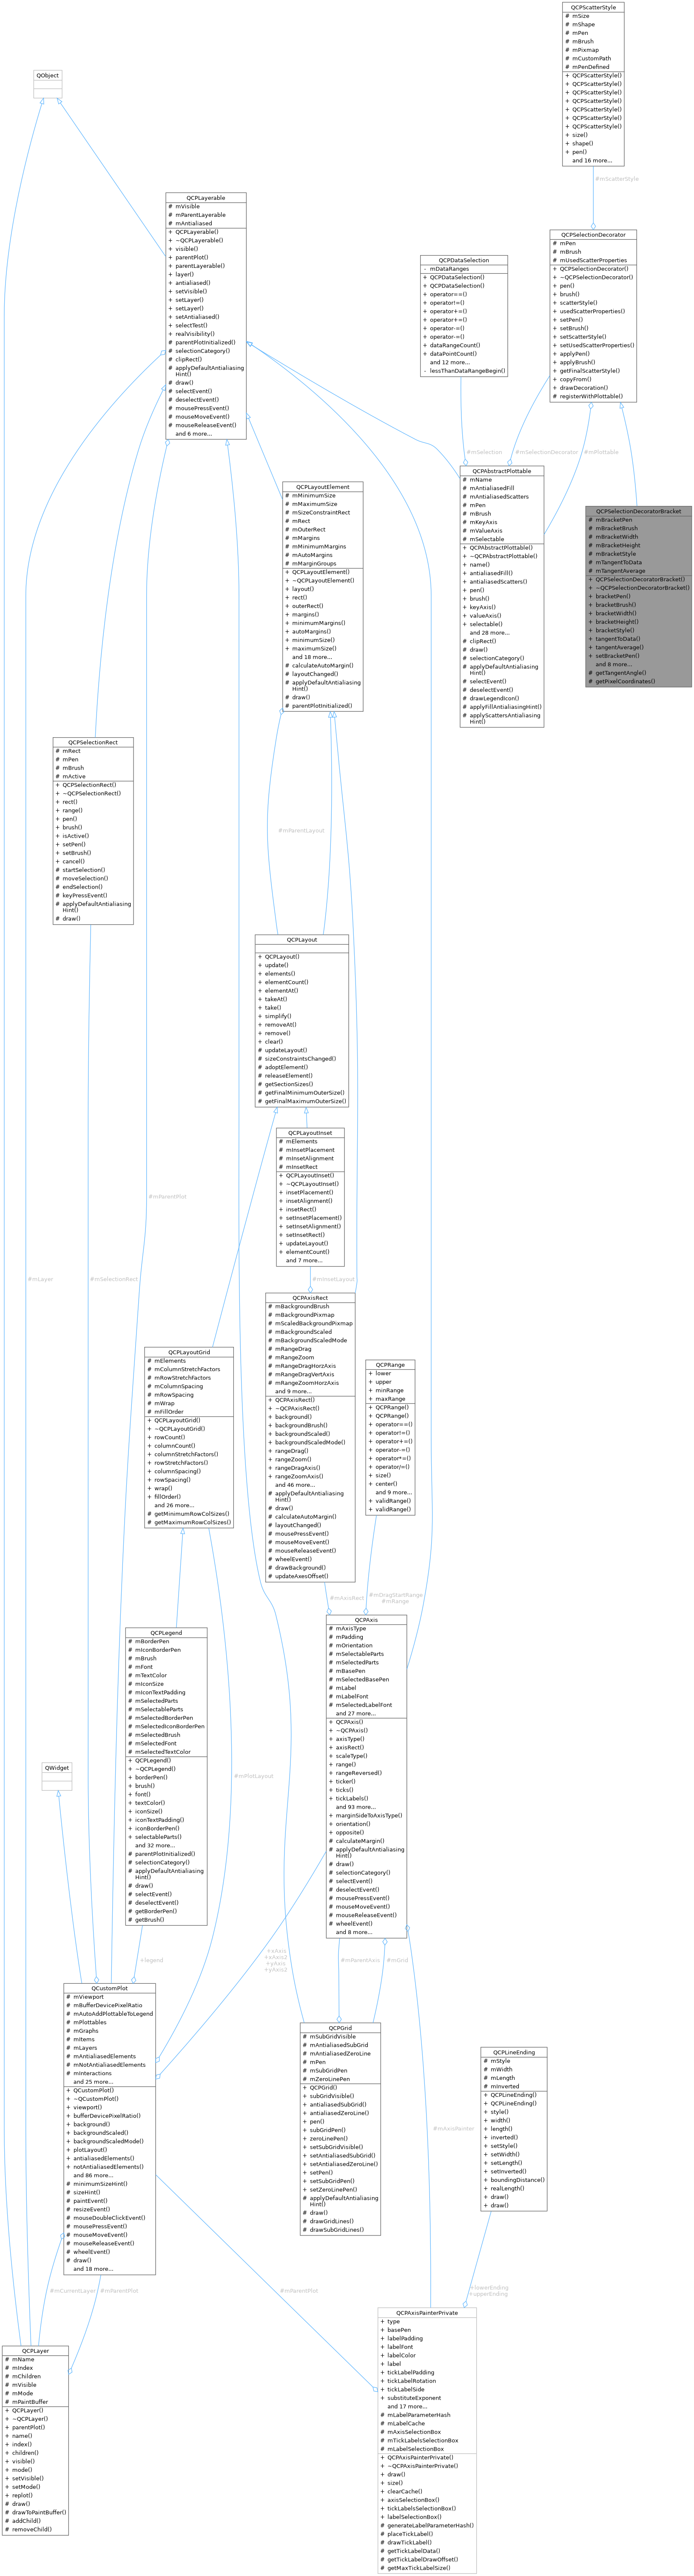 QCPScatterStyle
# mSize
# mShape
# mPen
# mBrush
# mPixmap
# mCustomPath
# mPenDefined
+ QCPScatterStyle()
+ QCPScatterStyle()
+ QCPScatterStyle()
+ QCPScatterStyle()
+ QCPScatterStyle()
+ QCPScatterStyle()
+ QCPScatterStyle()
+ size()
+ shape()
+ pen()
and 16 more...
QObject
#mScatterStyle
QCPLayerable
# mVisible
# mParentLayerable
# mAntialiased
+ QCPLayerable()
+ ~QCPLayerable()
+ visible()
+ parentPlot()
+ parentLayerable()
+ layer()
+ antialiased()
+ setVisible()
+ setLayer()
+ setLayer()
+ setAntialiased()
+ selectTest()
+ realVisibility()
# parentPlotInitialized()
# selectionCategory()
# clipRect()
# applyDefaultAntialiasing
Hint()
# draw()
# selectEvent()
# deselectEvent()
# mousePressEvent()
# mouseMoveEvent()
# mouseReleaseEvent()
and 6 more...
QCPDataSelection
- mDataRanges
+ QCPDataSelection()
+ QCPDataSelection()
+ operator==()
+ operator!=()
+ operator+=()
+ operator+=()
+ operator-=()
+ operator-=()
+ dataRangeCount()
+ dataPointCount()
and 12 more...
- lessThanDataRangeBegin()
QCPSelectionDecorator
# mPen
# mBrush
# mUsedScatterProperties
+ QCPSelectionDecorator()
+ ~QCPSelectionDecorator()
+ pen()
+ brush()
+ scatterStyle()
+ usedScatterProperties()
+ setPen()
+ setBrush()
+ setScatterStyle()
+ setUsedScatterProperties()
+ applyPen()
+ applyBrush()
+ getFinalScatterStyle()
+ copyFrom()
+ drawDecoration()
# registerWithPlottable()
#mSelection
#mSelectionDecorator
#mPlottable
QCPLayoutElement
# mMinimumSize
# mMaximumSize
# mSizeConstraintRect
# mRect
# mOuterRect
# mMargins
# mMinimumMargins
# mAutoMargins
# mMarginGroups
+ QCPLayoutElement()
+ ~QCPLayoutElement()
+ layout()
+ rect()
+ outerRect()
+ margins()
+ minimumMargins()
+ autoMargins()
+ minimumSize()
+ maximumSize()
and 18 more...
# calculateAutoMargin()
# layoutChanged()
# applyDefaultAntialiasing
Hint()
# draw()
# parentPlotInitialized()
QCPAbstractPlottable
# mName
# mAntialiasedFill
# mAntialiasedScatters
# mPen
# mBrush
# mKeyAxis
# mValueAxis
# mSelectable
+ QCPAbstractPlottable()
+ ~QCPAbstractPlottable()
+ name()
+ antialiasedFill()
+ antialiasedScatters()
+ pen()
+ brush()
+ keyAxis()
+ valueAxis()
+ selectable()
and 28 more...
# clipRect()
# draw()
# selectionCategory()
# applyDefaultAntialiasing
Hint()
# selectEvent()
# deselectEvent()
# drawLegendIcon()
# applyFillAntialiasingHint()
# applyScattersAntialiasing
Hint()
QCPSelectionDecoratorBracket
# mBracketPen
# mBracketBrush
# mBracketWidth
# mBracketHeight
# mBracketStyle
# mTangentToData
# mTangentAverage
+ QCPSelectionDecoratorBracket()
+ ~QCPSelectionDecoratorBracket()
+ bracketPen()
+ bracketBrush()
+ bracketWidth()
+ bracketHeight()
+ bracketStyle()
+ tangentToData()
+ tangentAverage()
+ setBracketPen()
and 8 more...
# getTangentAngle()
# getPixelCoordinates()
QCPSelectionRect
# mRect
# mPen
# mBrush
# mActive
+ QCPSelectionRect()
+ ~QCPSelectionRect()
+ rect()
+ range()
+ pen()
+ brush()
+ isActive()
+ setPen()
+ setBrush()
+ cancel()
# startSelection()
# moveSelection()
# endSelection()
# keyPressEvent()
# applyDefaultAntialiasing
Hint()
# draw()
#mParentLayout
QCPLayout
+ QCPLayout()
+ update()
+ elements()
+ elementCount()
+ elementAt()
+ takeAt()
+ take()
+ simplify()
+ removeAt()
+ remove()
+ clear()
# updateLayout()
# sizeConstraintsChanged()
# adoptElement()
# releaseElement()
# getSectionSizes()
# getFinalMinimumOuterSize()
# getFinalMaximumOuterSize()
QCPLayoutInset
# mElements
# mInsetPlacement
# mInsetAlignment
# mInsetRect
+ QCPLayoutInset()
+ ~QCPLayoutInset()
+ insetPlacement()
+ insetAlignment()
+ insetRect()
+ setInsetPlacement()
+ setInsetAlignment()
+ setInsetRect()
+ updateLayout()
+ elementCount()
and 7 more...
#mParentPlot
#mLayer
#mSelectionRect
#mInsetLayout
QCPAxisRect
# mBackgroundBrush
# mBackgroundPixmap
# mScaledBackgroundPixmap
# mBackgroundScaled
# mBackgroundScaledMode
# mRangeDrag
# mRangeZoom
# mRangeDragHorzAxis
# mRangeDragVertAxis
# mRangeZoomHorzAxis
and 9 more...
+ QCPAxisRect()
+ ~QCPAxisRect()
+ background()
+ backgroundBrush()
+ backgroundScaled()
+ backgroundScaledMode()
+ rangeDrag()
+ rangeZoom()
+ rangeDragAxis()
+ rangeZoomAxis()
and 46 more...
# applyDefaultAntialiasing
Hint()
# draw()
# calculateAutoMargin()
# layoutChanged()
# mousePressEvent()
# mouseMoveEvent()
# mouseReleaseEvent()
# wheelEvent()
# drawBackground()
# updateAxesOffset()
QCPLayoutGrid
# mElements
# mColumnStretchFactors
# mRowStretchFactors
# mColumnSpacing
# mRowSpacing
# mWrap
# mFillOrder
+ QCPLayoutGrid()
+ ~QCPLayoutGrid()
+ rowCount()
+ columnCount()
+ columnStretchFactors()
+ rowStretchFactors()
+ columnSpacing()
+ rowSpacing()
+ wrap()
+ fillOrder()
and 26 more...
# getMinimumRowColSizes()
# getMaximumRowColSizes()
QCPRange
+ lower
+ upper
+ minRange
+ maxRange
+ QCPRange()
+ QCPRange()
+ operator==()
+ operator!=()
+ operator+=()
+ operator-=()
+ operator*=()
+ operator/=()
+ size()
+ center()
and 9 more...
+ validRange()
+ validRange()
#mAxisRect
#mDragStartRange
#mRange
QCPLegend
# mBorderPen
# mIconBorderPen
# mBrush
# mFont
# mTextColor
# mIconSize
# mIconTextPadding
# mSelectedParts
# mSelectableParts
# mSelectedBorderPen
# mSelectedIconBorderPen
# mSelectedBrush
# mSelectedFont
# mSelectedTextColor
+ QCPLegend()
+ ~QCPLegend()
+ borderPen()
+ brush()
+ font()
+ textColor()
+ iconSize()
+ iconTextPadding()
+ iconBorderPen()
+ selectableParts()
and 32 more...
# parentPlotInitialized()
# selectionCategory()
# applyDefaultAntialiasing
Hint()
# draw()
# selectEvent()
# deselectEvent()
# getBorderPen()
# getBrush()
QCPAxis
# mAxisType
# mPadding
# mOrientation
# mSelectableParts
# mSelectedParts
# mBasePen
# mSelectedBasePen
# mLabel
# mLabelFont
# mSelectedLabelFont
and 27 more...
+ QCPAxis()
+ ~QCPAxis()
+ axisType()
+ axisRect()
+ scaleType()
+ range()
+ rangeReversed()
+ ticker()
+ ticks()
+ tickLabels()
and 93 more...
+ marginSideToAxisType()
+ orientation()
+ opposite()
# calculateMargin()
# applyDefaultAntialiasing
Hint()
# draw()
# selectionCategory()
# selectEvent()
# deselectEvent()
# mousePressEvent()
# mouseMoveEvent()
# mouseReleaseEvent()
# wheelEvent()
and 8 more...
QWidget
#mPlotLayout
+legend
+xAxis
+xAxis2
+yAxis
+yAxis2
#mParentAxis
#mGrid
QCustomPlot
# mViewport
# mBufferDevicePixelRatio
# mAutoAddPlottableToLegend
# mPlottables
# mGraphs
# mItems
# mLayers
# mAntialiasedElements
# mNotAntialiasedElements
# mInteractions
and 25 more...
+ QCustomPlot()
+ ~QCustomPlot()
+ viewport()
+ bufferDevicePixelRatio()
+ background()
+ backgroundScaled()
+ backgroundScaledMode()
+ plotLayout()
+ antialiasedElements()
+ notAntialiasedElements()
and 86 more...
# minimumSizeHint()
# sizeHint()
# paintEvent()
# resizeEvent()
# mouseDoubleClickEvent()
# mousePressEvent()
# mouseMoveEvent()
# mouseReleaseEvent()
# wheelEvent()
# draw()
and 18 more...
QCPGrid
# mSubGridVisible
# mAntialiasedSubGrid
# mAntialiasedZeroLine
# mPen
# mSubGridPen
# mZeroLinePen
+ QCPGrid()
+ subGridVisible()
+ antialiasedSubGrid()
+ antialiasedZeroLine()
+ pen()
+ subGridPen()
+ zeroLinePen()
+ setSubGridVisible()
+ setAntialiasedSubGrid()
+ setAntialiasedZeroLine()
+ setPen()
+ setSubGridPen()
+ setZeroLinePen()
# applyDefaultAntialiasing
Hint()
# draw()
# drawGridLines()
# drawSubGridLines()
#mAxisPainter
QCPLineEnding
# mStyle
# mWidth
# mLength
# mInverted
+ QCPLineEnding()
+ QCPLineEnding()
+ style()
+ width()
+ length()
+ inverted()
+ setStyle()
+ setWidth()
+ setLength()
+ setInverted()
+ boundingDistance()
+ realLength()
+ draw()
+ draw()
#mCurrentLayer
#mParentPlot
#mParentPlot
+lowerEnding
+upperEnding
QCPLayer
# mName
# mIndex
# mChildren
# mVisible
# mMode
# mPaintBuffer
+ QCPLayer()
+ ~QCPLayer()
+ parentPlot()
+ name()
+ index()
+ children()
+ visible()
+ mode()
+ setVisible()
+ setMode()
+ replot()
# draw()
# drawToPaintBuffer()
# addChild()
# removeChild()
QCPAxisPainterPrivate
+ type
+ basePen
+ labelPadding
+ labelFont
+ labelColor
+ label
+ tickLabelPadding
+ tickLabelRotation
+ tickLabelSide
+ substituteExponent
and 17 more...
# mLabelParameterHash
# mLabelCache
# mAxisSelectionBox
# mTickLabelsSelectionBox
# mLabelSelectionBox
+ QCPAxisPainterPrivate()
+ ~QCPAxisPainterPrivate()
+ draw()
+ size()
+ clearCache()
+ axisSelectionBox()
+ tickLabelsSelectionBox()
+ labelSelectionBox()
# generateLabelParameterHash()
# placeTickLabel()
# drawTickLabel()
# getTickLabelData()
# getTickLabelDrawOffset()
# getMaxTickLabelSize()